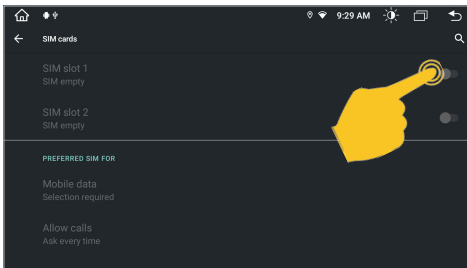 9:29 AM
SIM cards
SIM slot 1
SIM empty
SIM slot 2
SIM empty
PREFERRED SIM FOR
Mobile data
Selection required
Allow calls
Ask every time